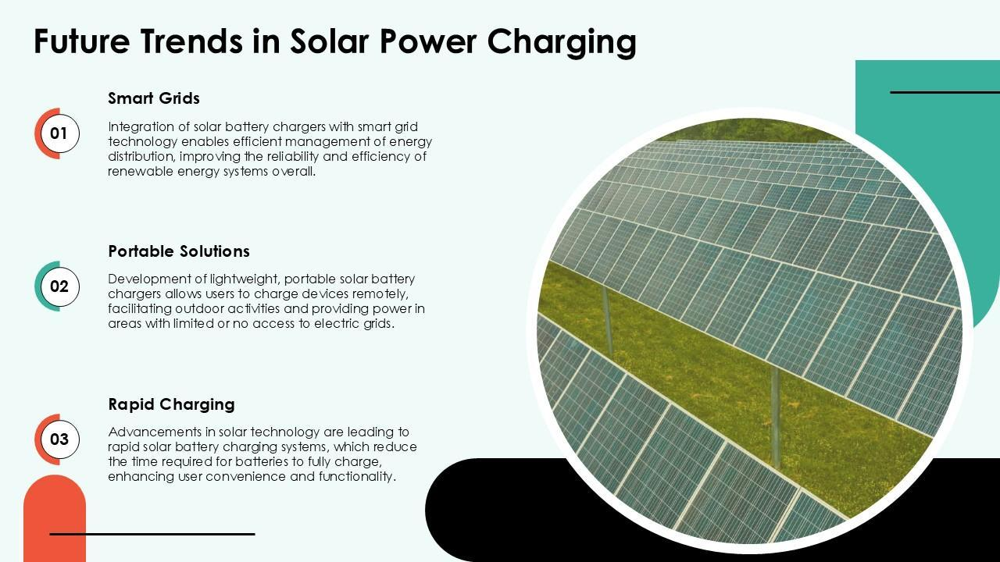 Future Trends in Solar Power Charging
Smart Grids
01
Integration of solar battery chargers with smart grid
technology enables efficient management of energy
distribution, improving the reliability and efficiency of
renewable energy systems overall.
Portable Solutions
02
Development of lightweight, portable solar battery
chargers allows users to charge devices remotely,
facilitating outdoor activities and providing power in
areas with limited or no access to electric grids.
Rapid Charging
03
Advancements in solar technology are leading to
rapid solar battery charging systems, which reduce
the time required for batteries to fully charge,
enhancing user convenience and functionality.